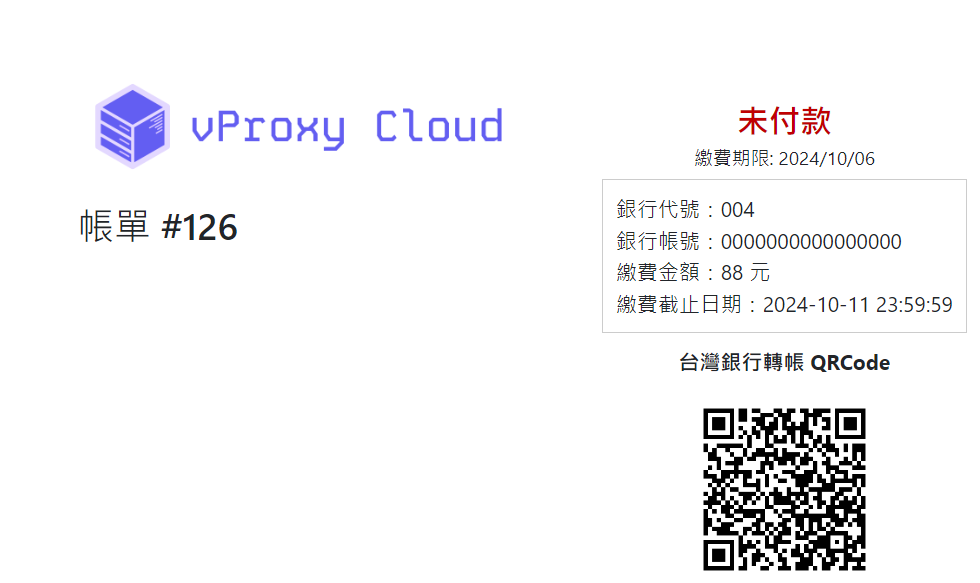 vProxy Cloud
帳單 #126
未付款
繳費期限: 2024/10/06
銀行代號：004
銀行帳號：0000000000000000
繳費金額：88 元
繳費截止日期：2024-10-11 23:59:59
台灣銀行轉帳 QRCode